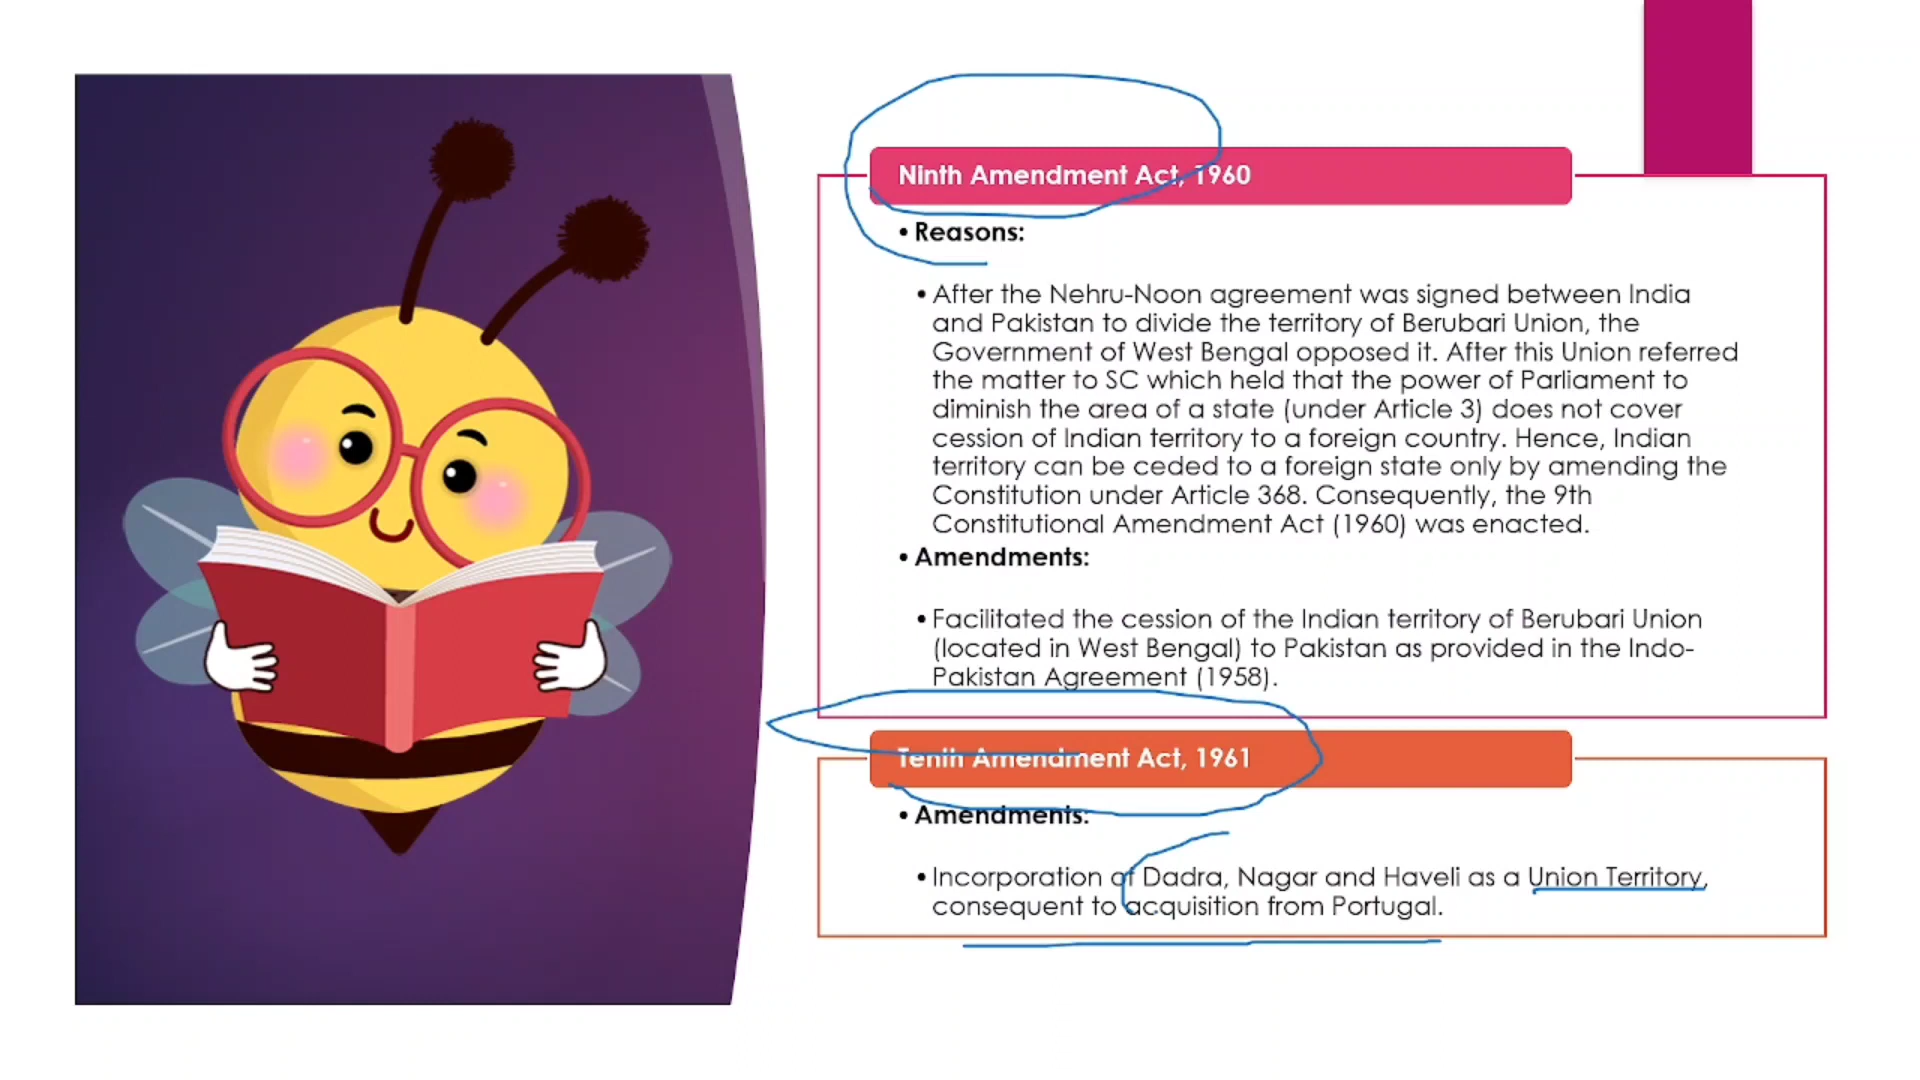 Ninth Amendment Act, 1960
• Reasons:
• After the Nehru-Noon agreement was signed between India
and Pakistan to divide the territory of Berubari Union, the
Government of West Bengal opposed it. After this Union referred
the matter to SC which held that the power of Parliament to
diminish the area of a state (under Article 3) does not cover
cession of Indian territory to a foreign country. Hence, Indian
territory can be ceded to a foreign state only by amending the
Constitution under Article 368. Consequently, the 9th
Constitutional Amendment Act (1960) was enacted.
• Amendments:
• Facilitated the cession of the Indian territory of Berubari Union
(located in West Bengal) to Pakistan as provided in the Indo-
Pakistan Agreement (1958).
Tenth Amendment Act, 1961
• Amendments:
• Incorporation of Dadra, Nagar and Haveli as a Union Territory,
consequent to acquisition from Portugal.